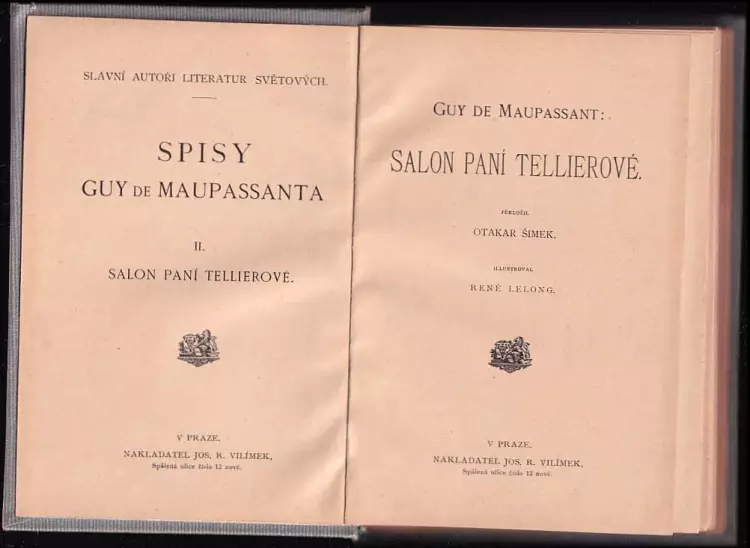 SLAVNÍ AUTOŘI LITERATUR SVĚTOVÝCH.
SPISY
GUY DE MAUPASSANTA
II.
SALON PANÍ TELLIEROVÉ.
V PRAZE.
NAKLADATEL JOS. R. VILÍMEK,
Spálená ulice číslo 13 nové.
GUY DE MAUPASSANT:
SALON PANÍ TELLIEROVÉ.
PŘELOŽIL
OTAKAR ŠIMEK.
ILLUSTROVAL
RENÉ LELONG.
V PRAZE.
NAKLADATEL JOS. R. VILÍMEK,
Spálená ulice číslo 13 nové.